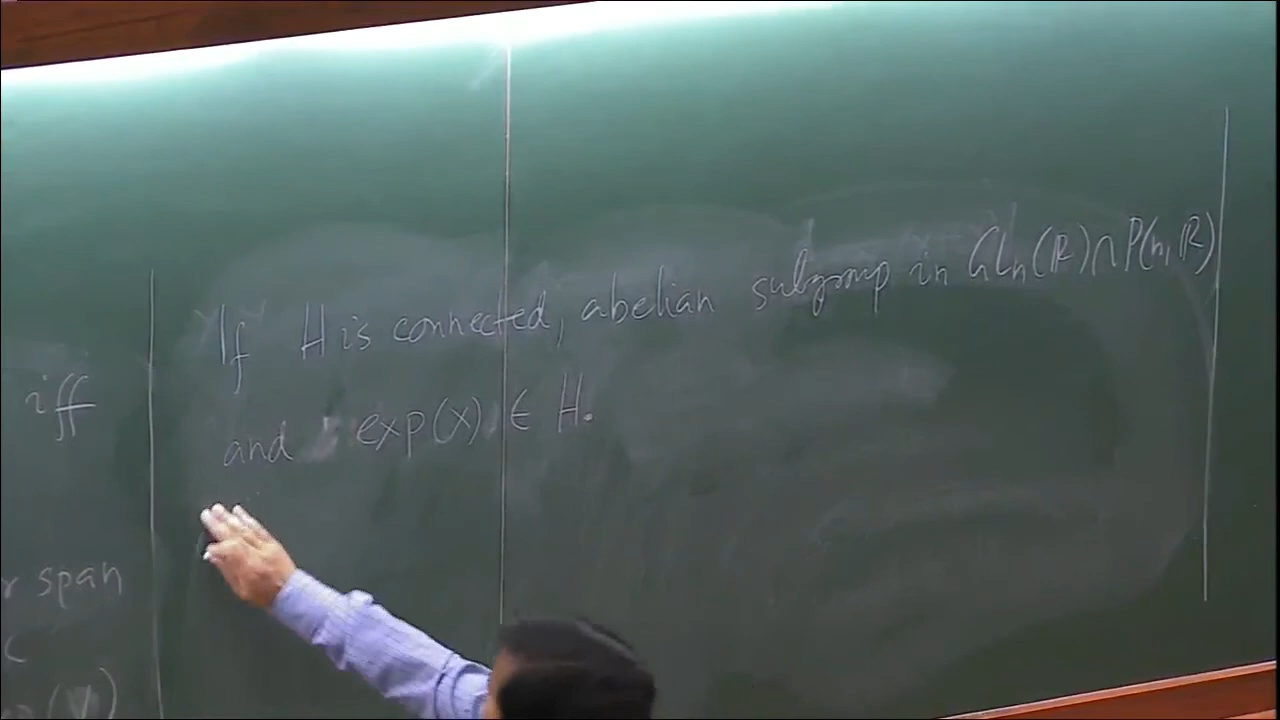 iff
span
If H is connected, abelian subgroup in GLn(ℝ)∩P(n,ℝ)
and exp(x) ∈ H.